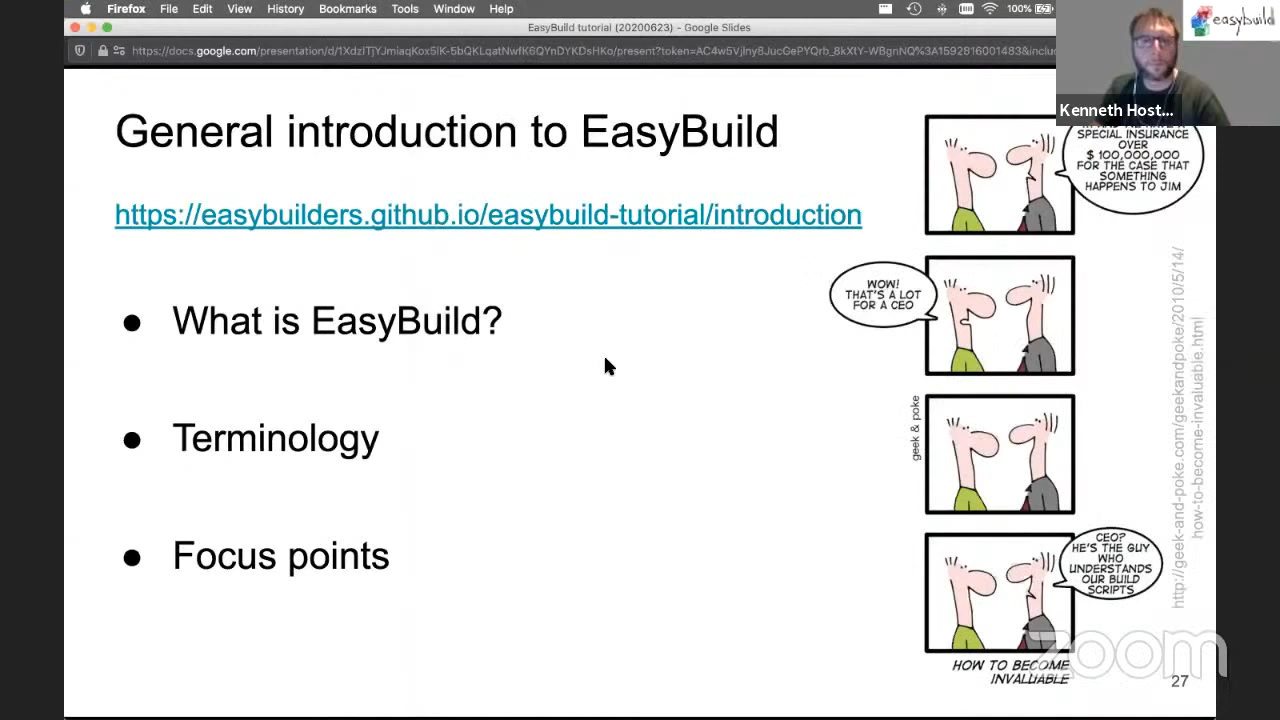 Firefox File Edit View History Bookmarks Tools Window Help 100%
EasyBuild tutorial (20200623) - Google Slides
easybuild
Kenneth Host...
General introduction to EasyBuild
https://easybuilders.github.io/easybuild-tutorial/introduction
What is EasyBuild?
Terminology
Focus points
SPECIAL INSURANCE
OVER
$ 100,000,000
FOR THE CASE THAT
SOMETHING
HAPPENS TO JIM
WOW!
THAT'S A LOT
FOR A CEO
geek & poke
CEO?
HE'S THE GUY
WHO
UNDERSTANDS
OUR BUILD
SCRIPTS
HOW TO BECOME
INVALUABLE
http://geek-and-poke.com/geekandpoke/2010/5/14/
how-to-become-invaluable.html
zoom
27